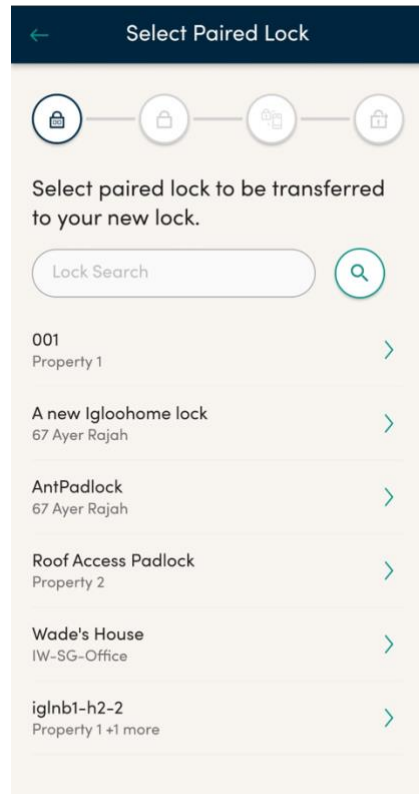 Select Paired Lock
Select paired lock to be transferred
to your new lock.
Lock Search
001
Property 1
A new Igloohome lock
67 Ayer Rajah
AntPadlock
67 Ayer Rajah
Roof Access Padlock
Property 2
Wade's House
IW-SG-Office
iglnb1-h2-2
Property 1 +1 more